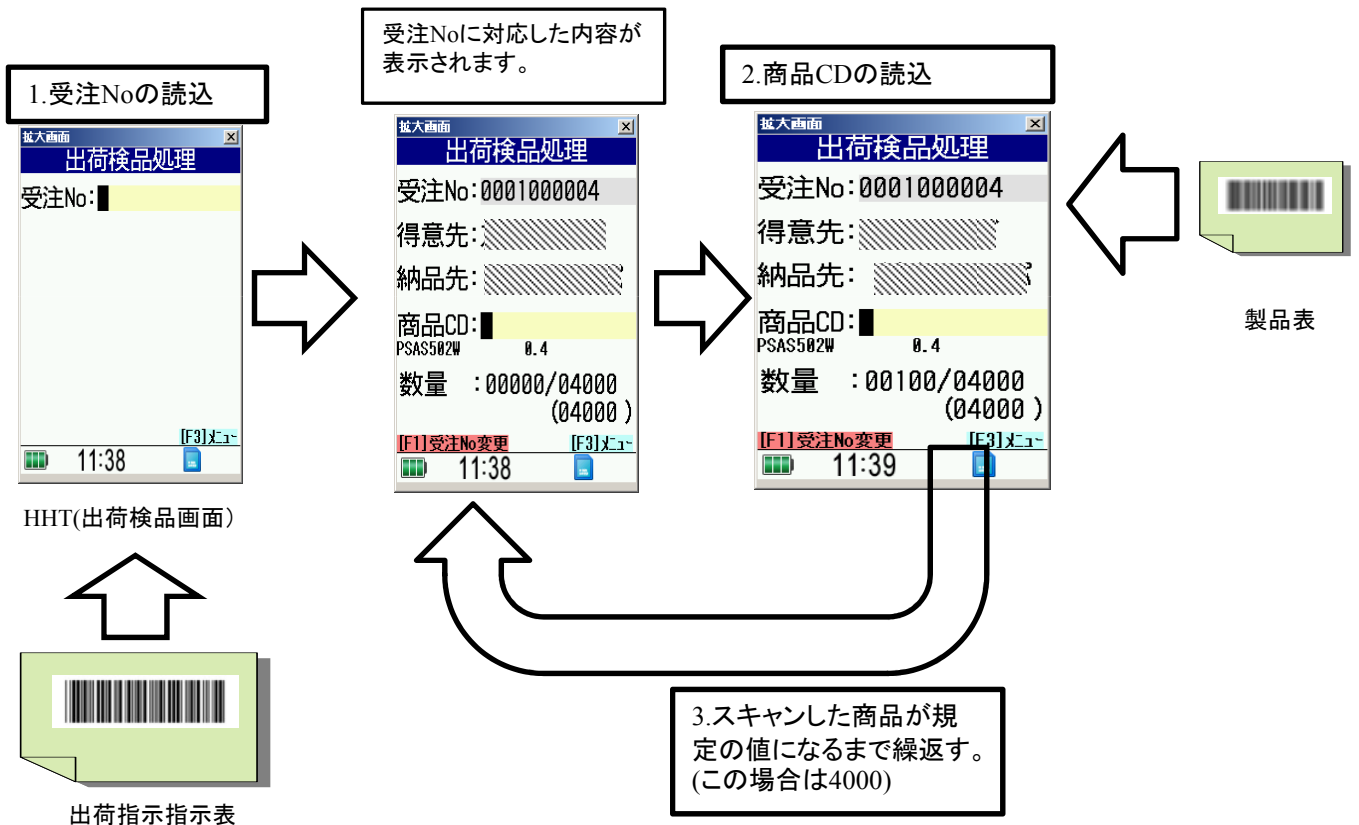 1.受注Noの読込
拡大画面
出荷検品処理
受注No:
[F3]ﾒﾆｭｰ
11:38
HHT(出荷検品画面）
出荷指示指示表
受注Noに対応した内容が
表示されます。
拡大画面
出荷検品処理
受注No:0001000004
得意先:
納品先:
商品CD:
PSAS502W 0.4
数量 :00000/04000
(04000 )
[F1]受注No変更 [F3]ﾒﾆｭｰ
11:38
2.商品CDの読込
拡大画面
出荷検品処理
受注No:0001000004
得意先:
納品先:
商品CD:
PSAS502W 0.4
数量 :00100/04000
(04000 )
[F1]受注No変更 [F3]ﾒﾆｭｰ
11:39
製品表
3.スキャンした商品が規
定の値になるまで繰返す。
(この場合は4000)